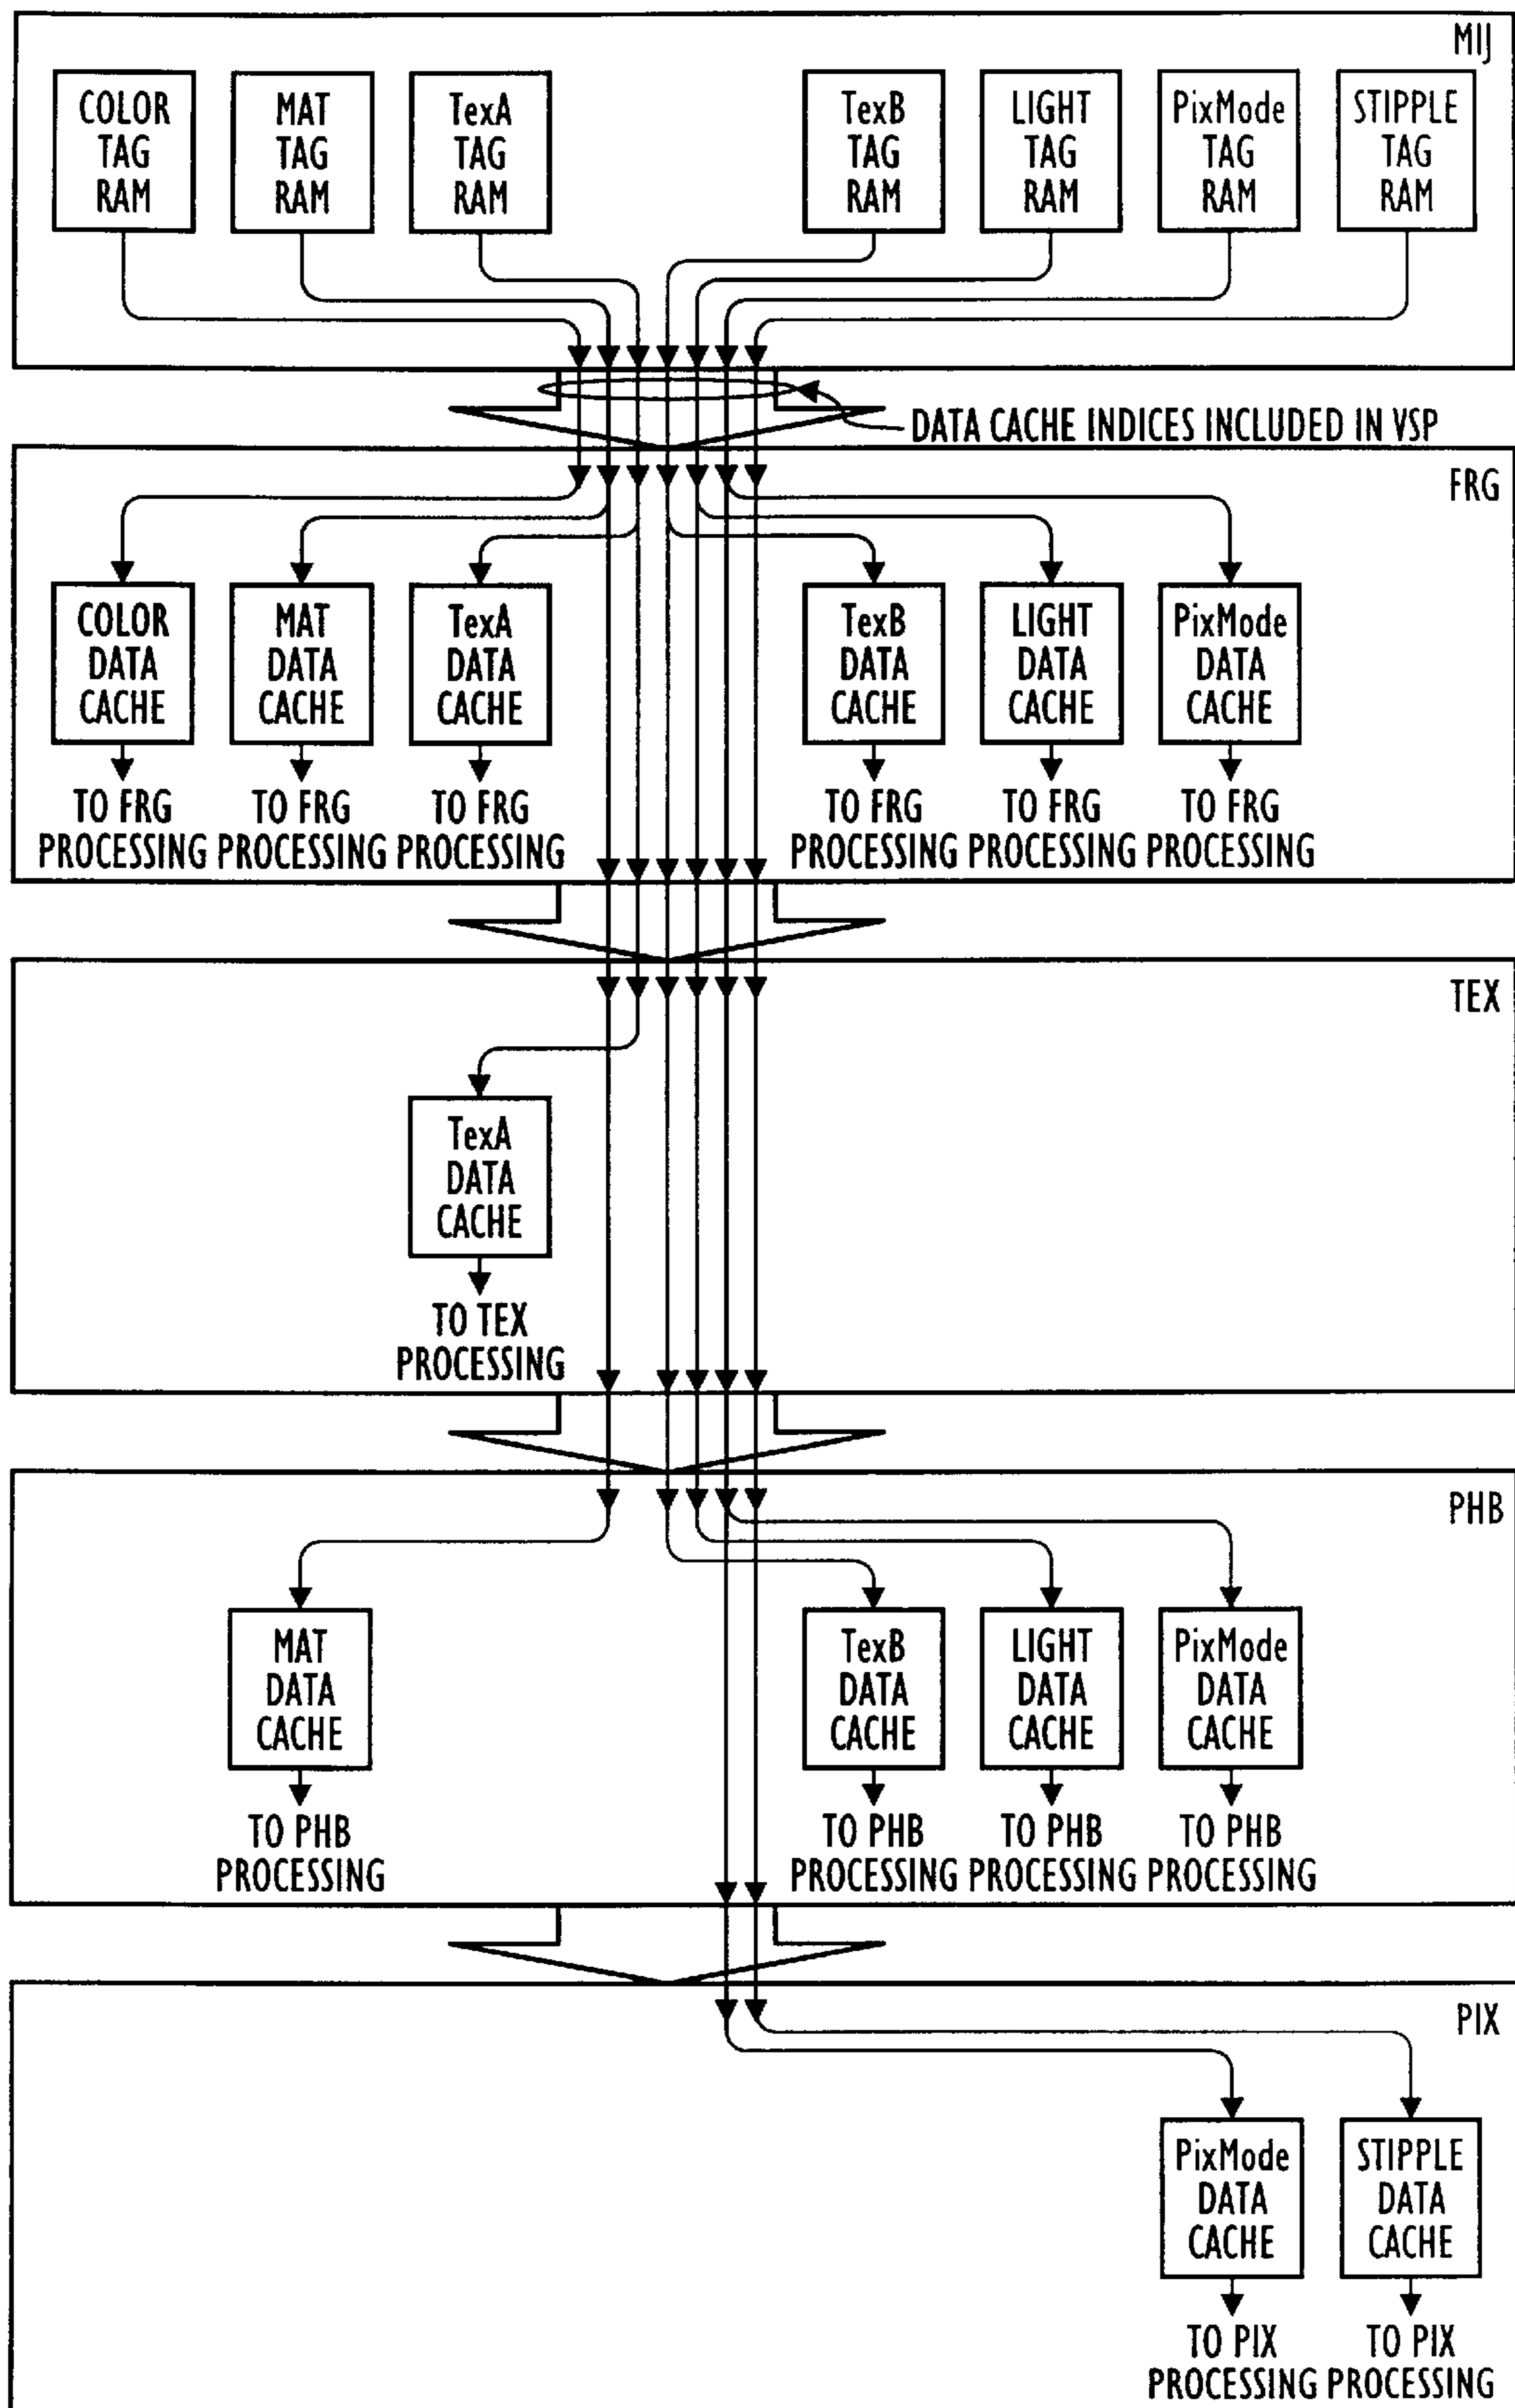 MIJ
COLOR
TAG
RAM
MAT
TAG
RAM
TexA
TAG
RAM
TexB
TAG
RAM
LIGHT
TAG
RAM
PixMode
TAG
RAM
STIPPLE
TAG
RAM
DATA CACHE INDICES INCLUDED IN VSP
FRG
COLOR
DATA
CACHE
MAT
DATA
CACHE
TexA
DATA
CACHE
TexB
DATA
CACHE
LIGHT
DATA
CACHE
PixMode
DATA
CACHE
TO FRG
PROCESSING
TO FRG
PROCESSING
TO FRG
PROCESSING
TO FRG
PROCESSING
TO FRG
PROCESSING
TO FRG
PROCESSING
TEX
TexA
DATA
CACHE
TO TEX
PROCESSING
PHB
MAT
DATA
CACHE
TexB
DATA
CACHE
LIGHT
DATA
CACHE
PixMode
DATA
CACHE
TO PHB
PROCESSING
TO PHB
PROCESSING
TO PHB
PROCESSING
TO PHB
PROCESSING
PIX
PixMode
DATA
CACHE
STIPPLE
DATA
CACHE
TO PIX
PROCESSING
TO PIX
PROCESSING